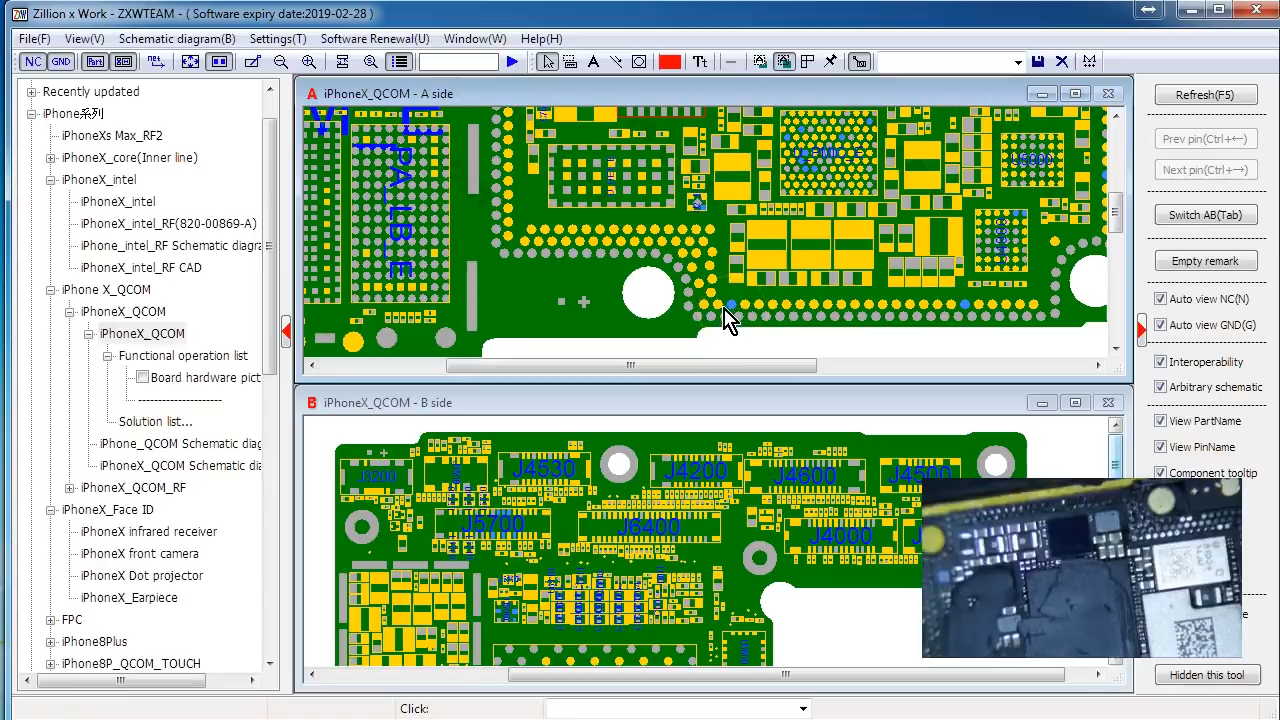 Zillion x Work - ZXWTEAM - ( Software expiry date:2019-02-28 )
File(F) View(V) Schematic diagram(B) Settings(T) Software Renewal(U) Window(W) Help(H)
NC GND
Recently updated
iPhone系列
iPhoneXs Max_RF2
iPhoneX_core(Inner line)
iPhoneX_intel
iPhoneX_intel
iPhoneX_intel_RF(820-00869-A)
iPhone_intel_RF Schematic diagra
iPhoneX_intel_RF CAD
iPhone X_QCOM
iPhoneX_QCOM
iPhoneX_QCOM
Functional operation list
Board hardware pict
--------------------
Solution list...
iPhone_QCOM Schematic diag
iPhoneX_QCOM Schematic diag
iPhoneX_QCOM_RF
iPhoneX_Face ID
iPhoneX infrared receiver
iPhoneX front camera
iPhoneX Dot projector
iPhoneX_Earpiece
FPC
iPhone8Plus
iPhone8P_QCOM_TOUCH
A iPhoneX_QCOM - A side
B iPhoneX_QCOM - B side
J3200
J4530
J4200
J4600
J4500
J5700
J6400
J4000
Refresh(F5)
Prev pin(Ctrl+←)
Next pin(Ctrl+→)
Switch AB(Tab)
Empty remark
Auto view NC(N)
Auto view GND(G)
Interoperability
Arbitrary schematic
View PartName
View PinName
Component tooltip
Hidden this tool
Click: